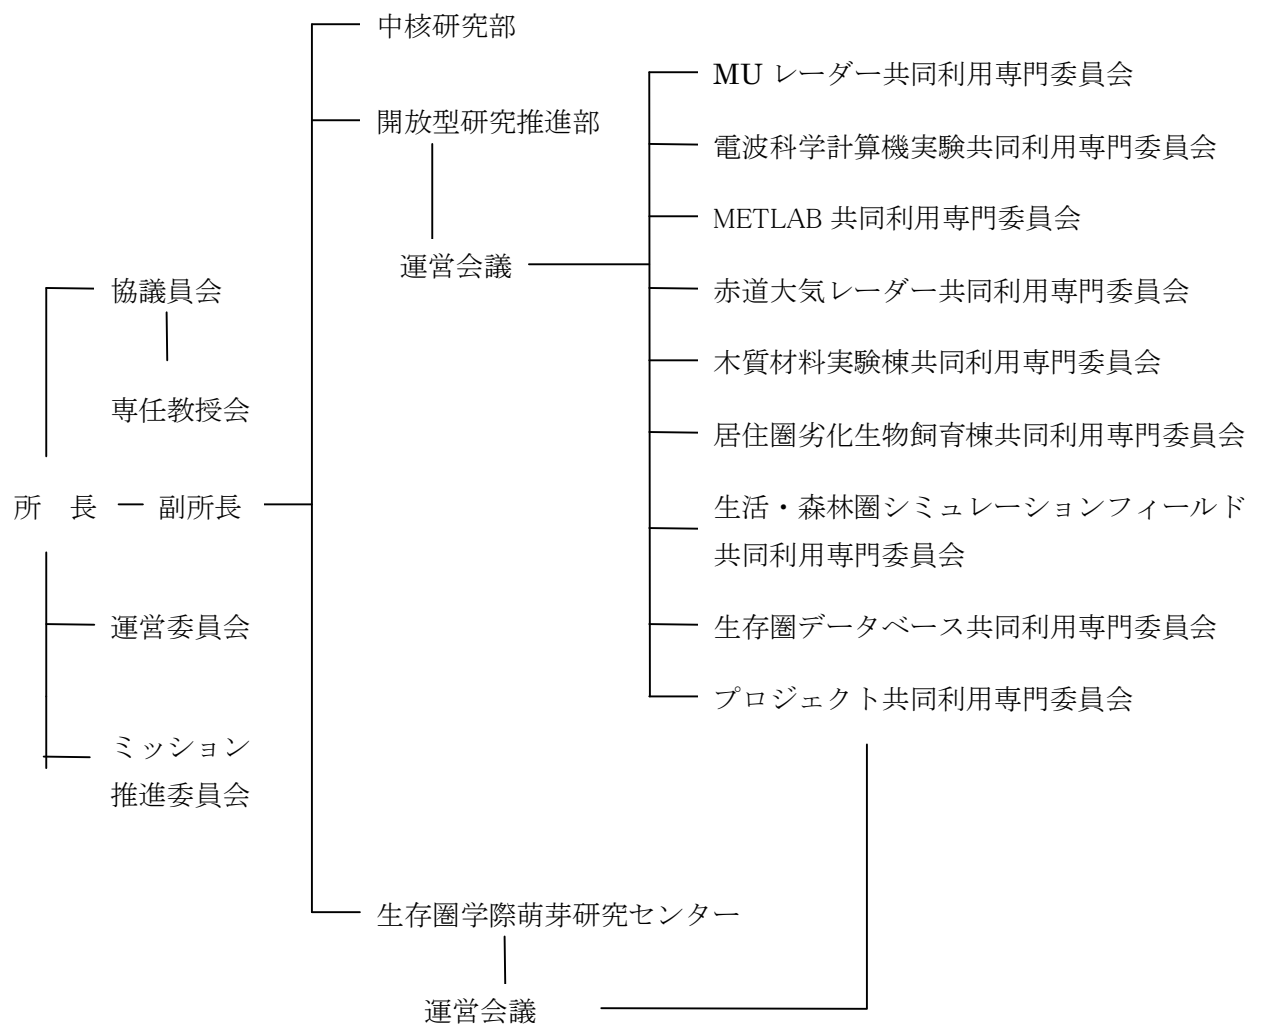 中核研究部
開放型研究推進部
運営会議
MU レーダー共同利用専門委員会
電波科学計算機実験共同利用専門委員会
METLAB 共同利用専門委員会
赤道大気レーダー共同利用専門委員会
木質材料実験棟共同利用専門委員会
居住圏劣化生物飼育棟共同利用専門委員会
生活・森林圏シミュレーションフィールド
共同利用専門委員会
生存圏データベース共同利用専門委員会
プロジェクト共同利用専門委員会
協議員会
専任教授会
所　長
副所長
運営委員会
ミッション
推進委員会
生存圏学際萌芽研究センター
運営会議